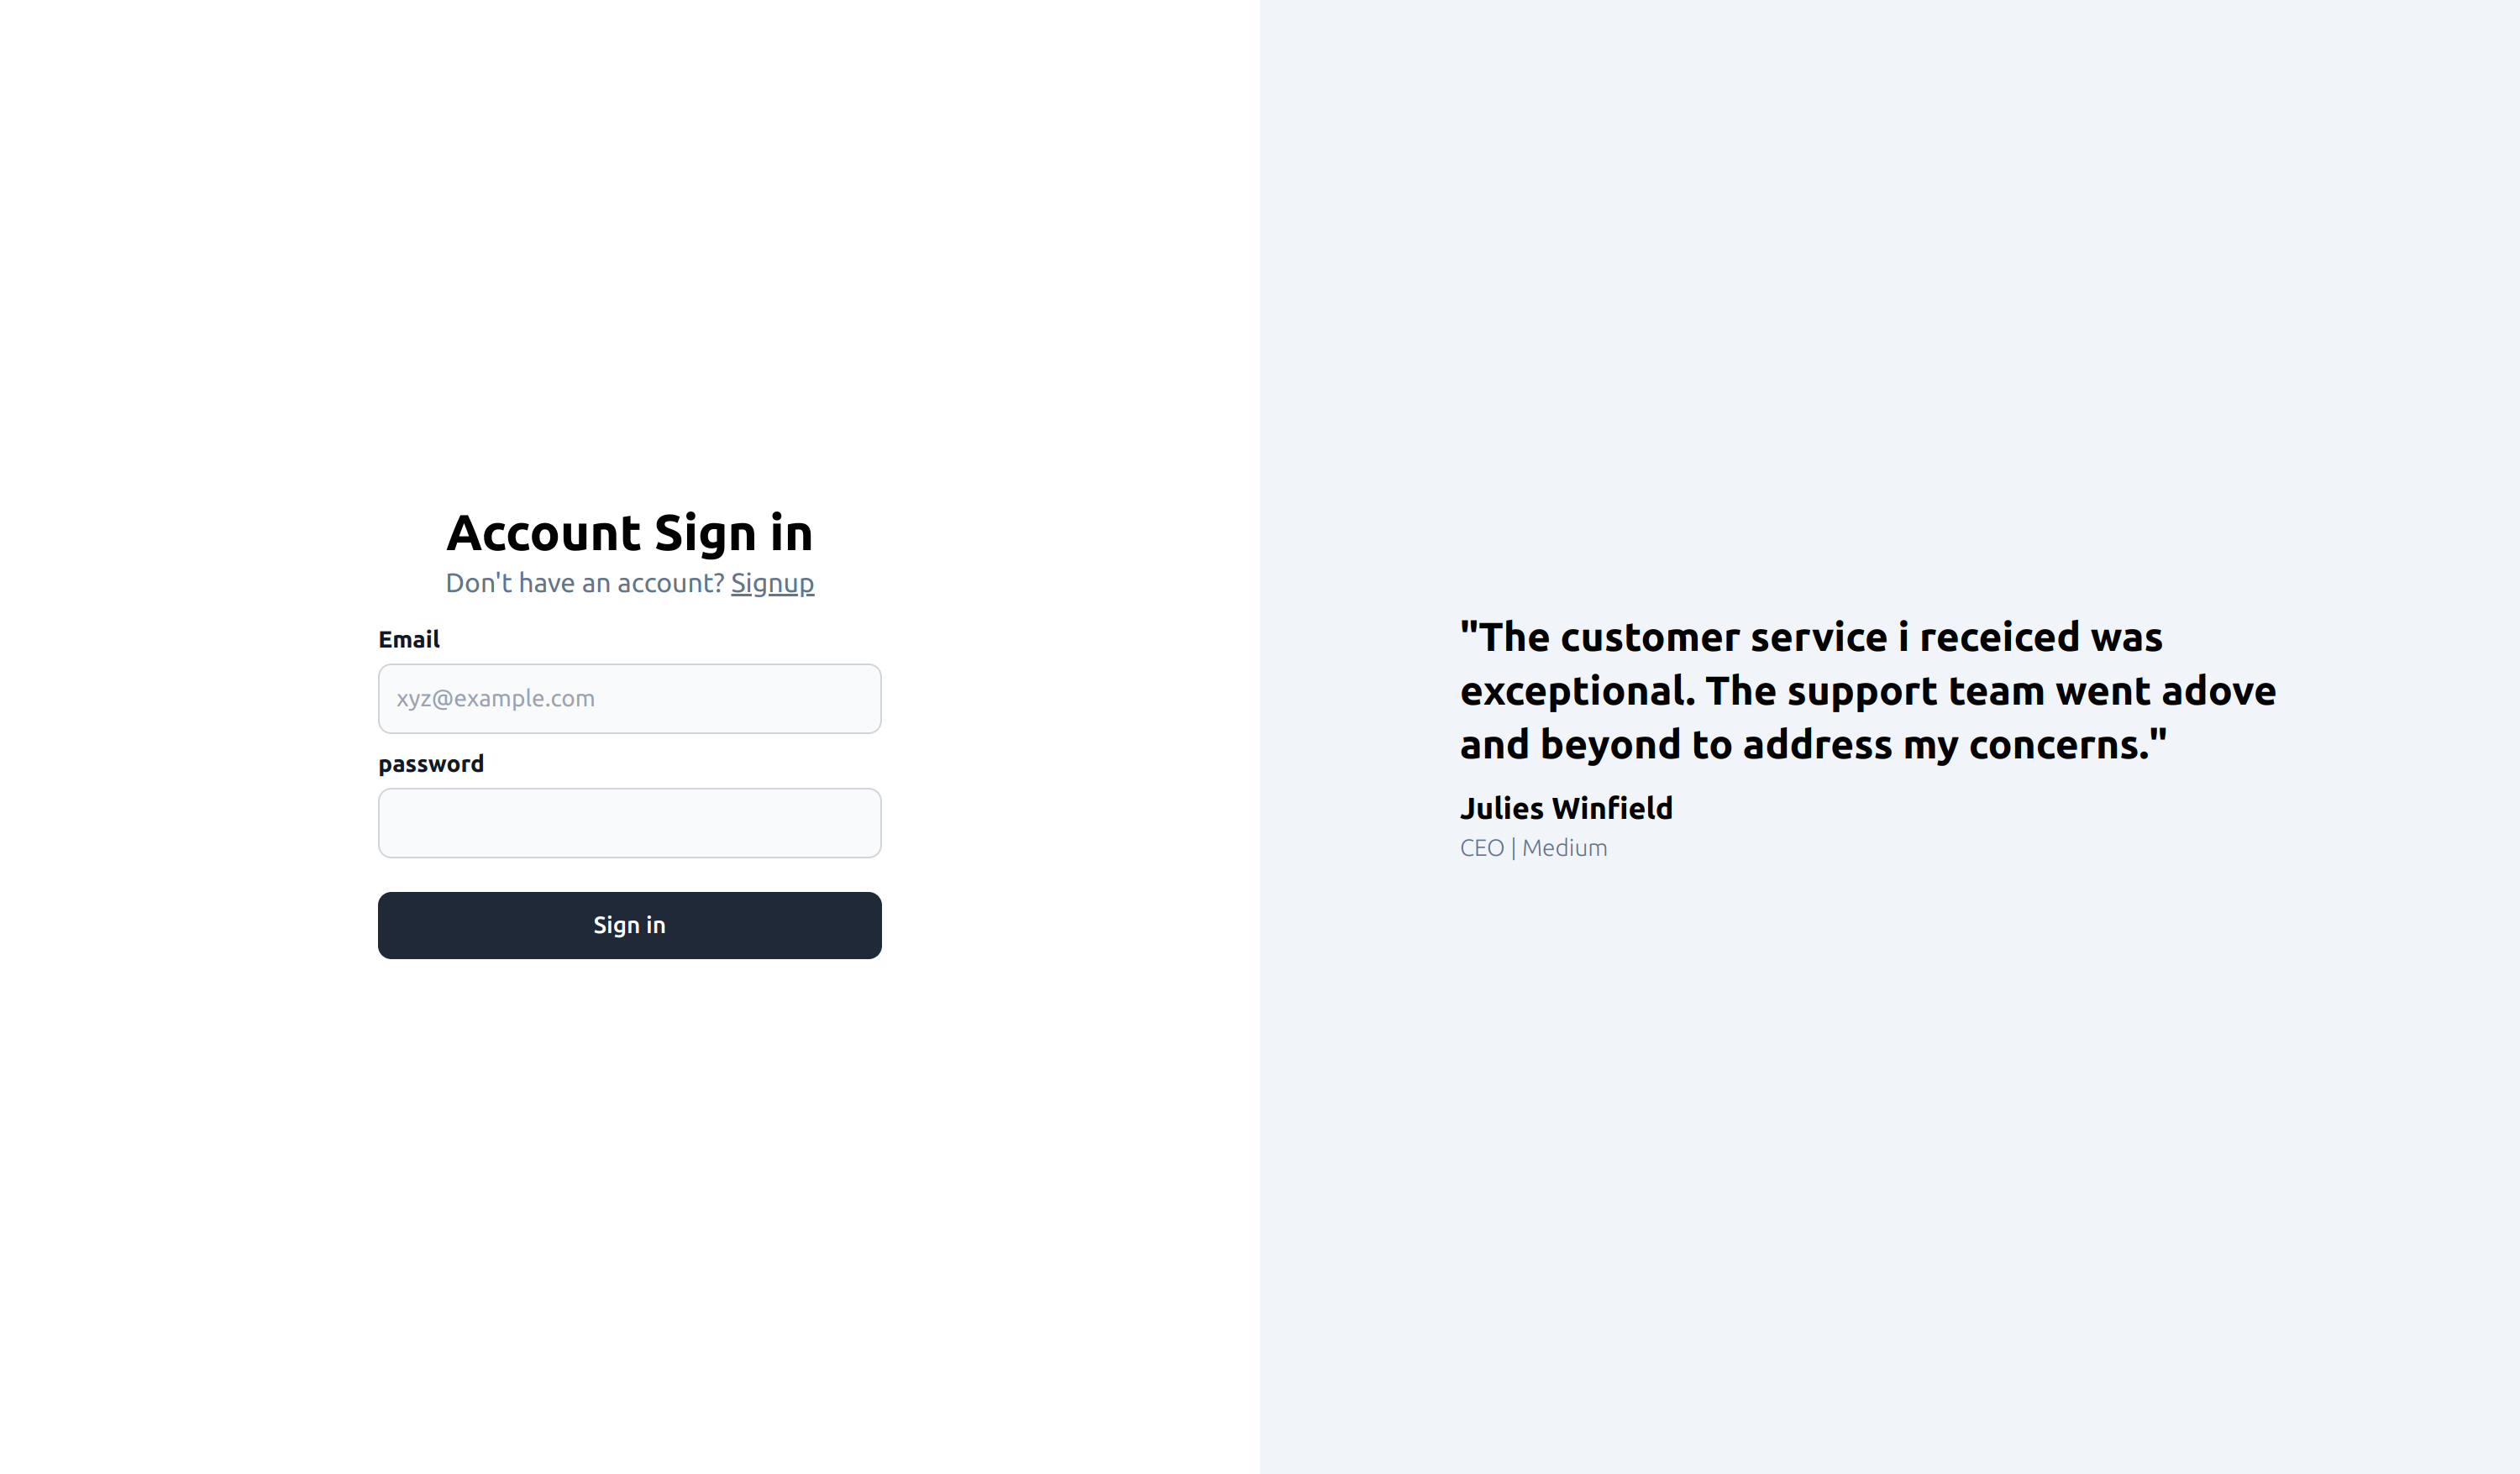 Account Sign in
Don't have an account? Signup
Email
xyz@example.com
password
Sign in
"The customer service i receiced was
exceptional. The support team went adove
and beyond to address my concerns."
Julies Winfield
CEO | Medium